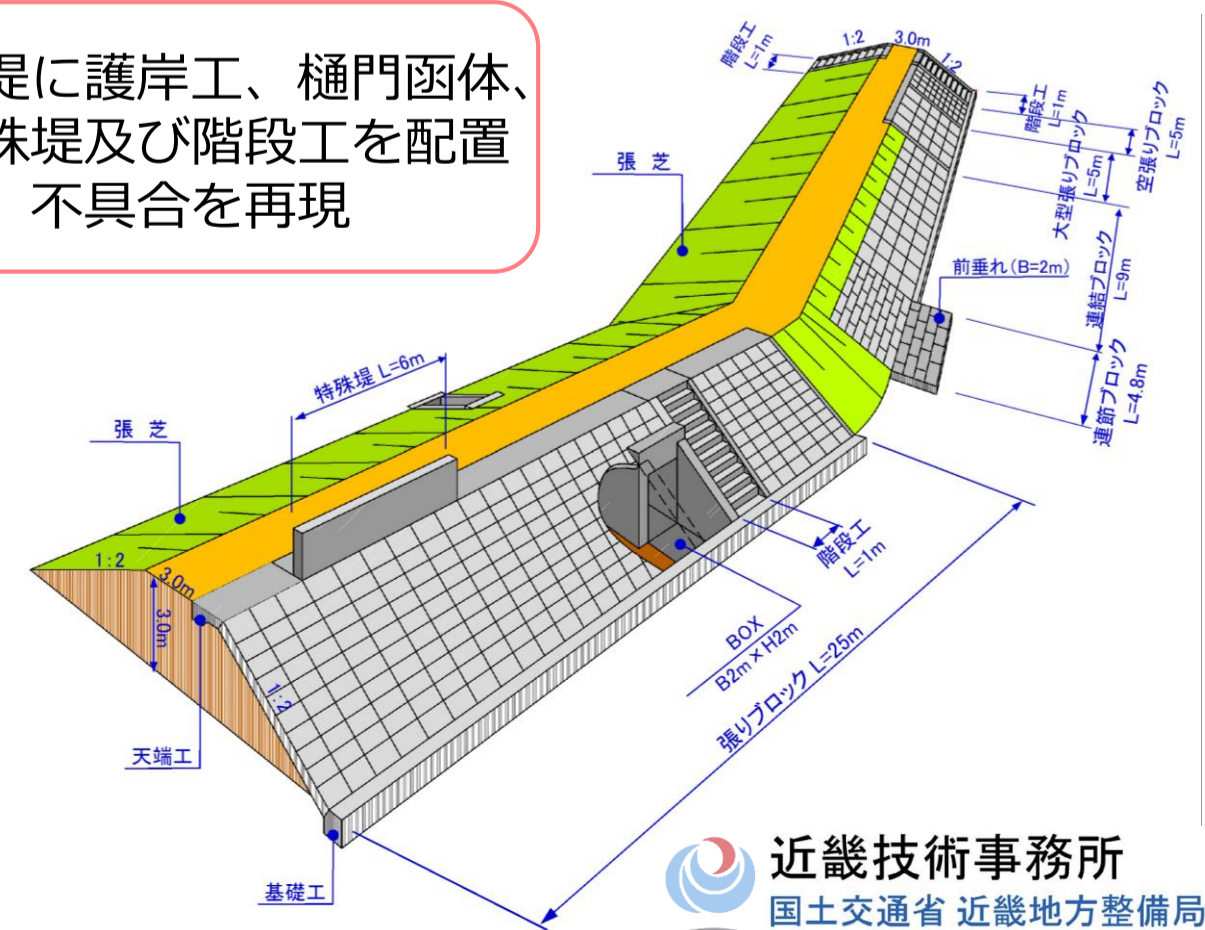 堤に護岸工、樋門函体、
殊堤及び階段工を配置
不具合を再現
階段工
L=1m
1:2
3.0m
1:2
階段工
L=1m
空張りブロック
L=5m
大型張りブロック
L=5m
連結ブロック
L=9m
前垂れ(B=2m)
連節ブロック
L=4.8m
張芝
特殊堤 L=6m
張芝
1:2
3.0m
3.0m
1:2
天端工
基礎工
階段工
L=1m
BOX
B2m×H2m
張りブロック L=25m
近畿技術事務所
国土交通省 近畿地方整備局